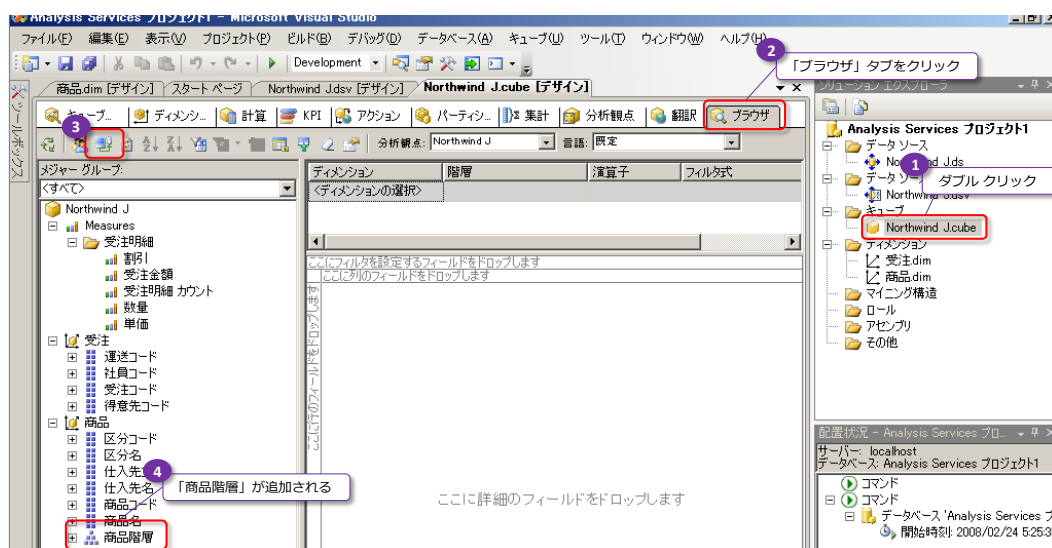 Analysis Services プロジェクト1 - Microsoft Visual Studio
ファイル(F) 編集(E) 表示(V) プロジェクト(P) ビルド(B) デバッグ(D) データベース(A) キューブ(U) ツール(T) ウィンドウ(W) ヘルプ(H)
Development
2
「ブラウザ」タブをクリック
商品.dim [デザイン] スタート ページ Northwind J.dsv [デザイン] Northwind J.cube [デザイン]
ソリューション エクスプローラ
ツールボックス
キューブ... ディメンシ... 計算 KPI アクション パーティシ... 集計 分析観点 翻訳 ブラウザ
3
分析観点: Northwind J 言語: 既定
メジャー グループ:
<すべて>
Northwind J
Measures
受注明細
割引
受注金額
受注明細 カウント
数量
単価
受注
運送コード
社員コード
受注コード
得意先コード
商品
区分コード
区分名
仕入先
仕入先名
商品コード
商品名
商品階層
4
「商品階層」が追加される
ディメンション 階層 演算子 フィルタ式
<ディメンションの選択>
ここにフィルタを設定するフィールドをドロップします
ここに列のフィールドをドロップします
ここに行のフィールドをドロップします
ここに詳細のフィールドをドロップします
Analysis Services プロジェクト1
データ ソース
Northwind J.ds
1
ダブル クリック
データ ソー
Northwind J.dsv
キューブ
Northwind J.cube
ディメンション
受注.dim
商品.dim
マイニング構造
ロール
アセンブリ
その他
配置状況 - Analysis Services プロ...
サーバー: localhost
データベース: Analysis Services プロジェクト1
コマンド
コマンド
データベース 'Analysis Services プ
開始時刻: 2008/02/24 5:25:3